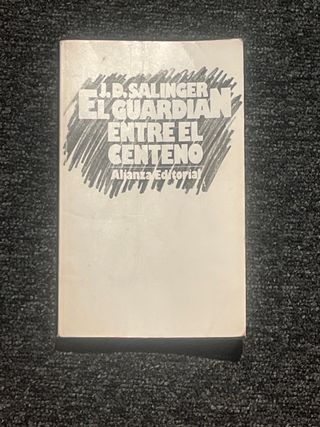 J. D. SALINGER
EL GUARDIAN
ENTRE EL
CENTENO
Alianza Editorial